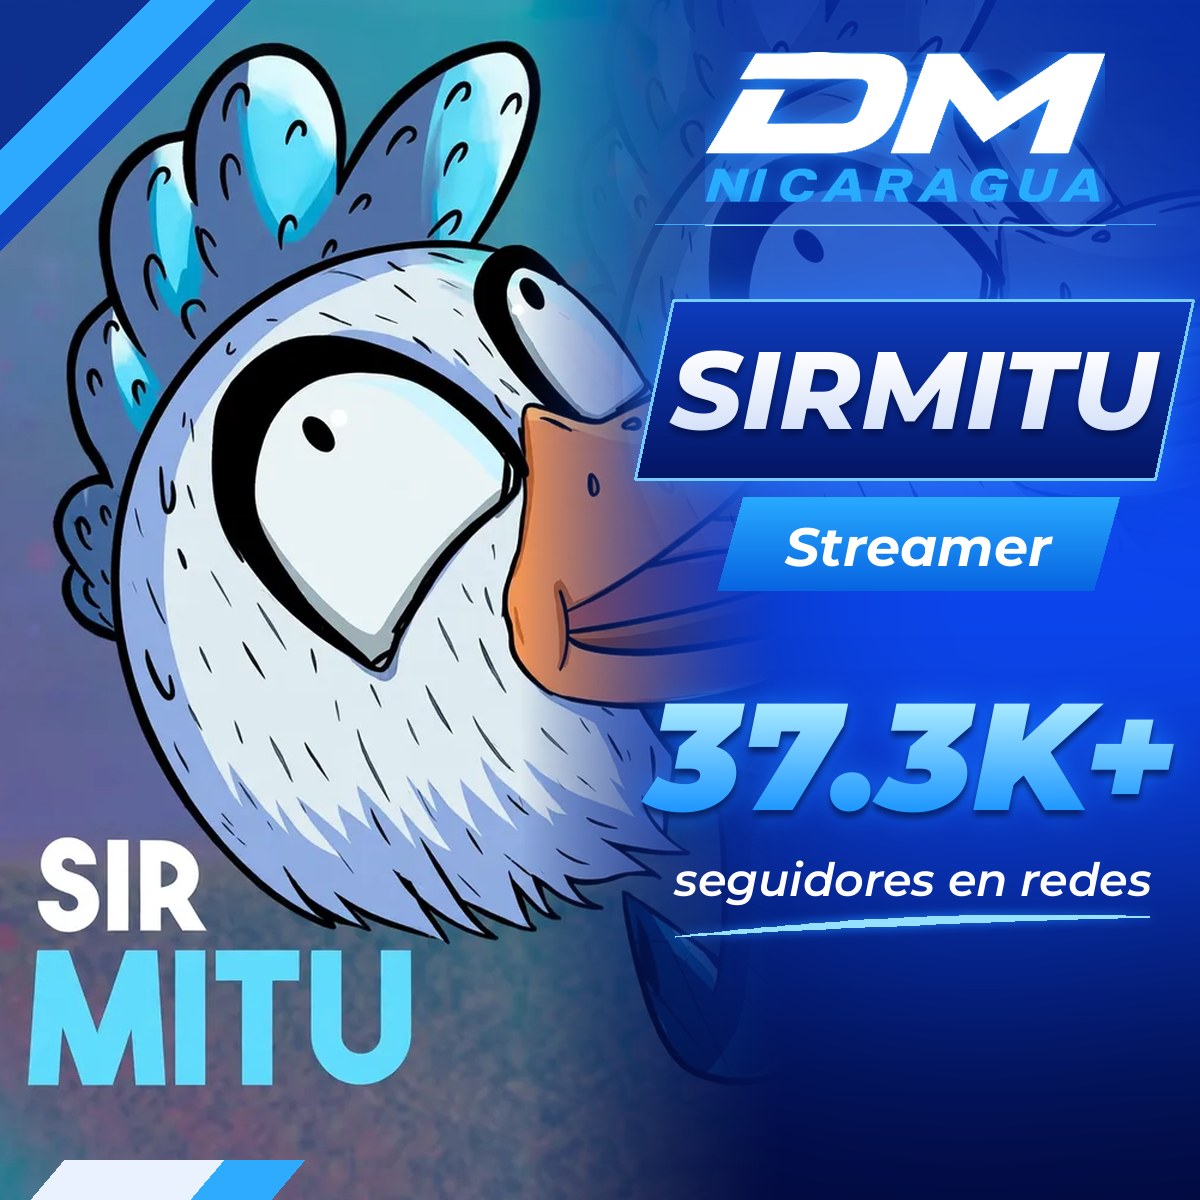 DM
NICARAGUA
SIRMITU
Streamer
37.3K+
seguidores en redes
SIR
MITU